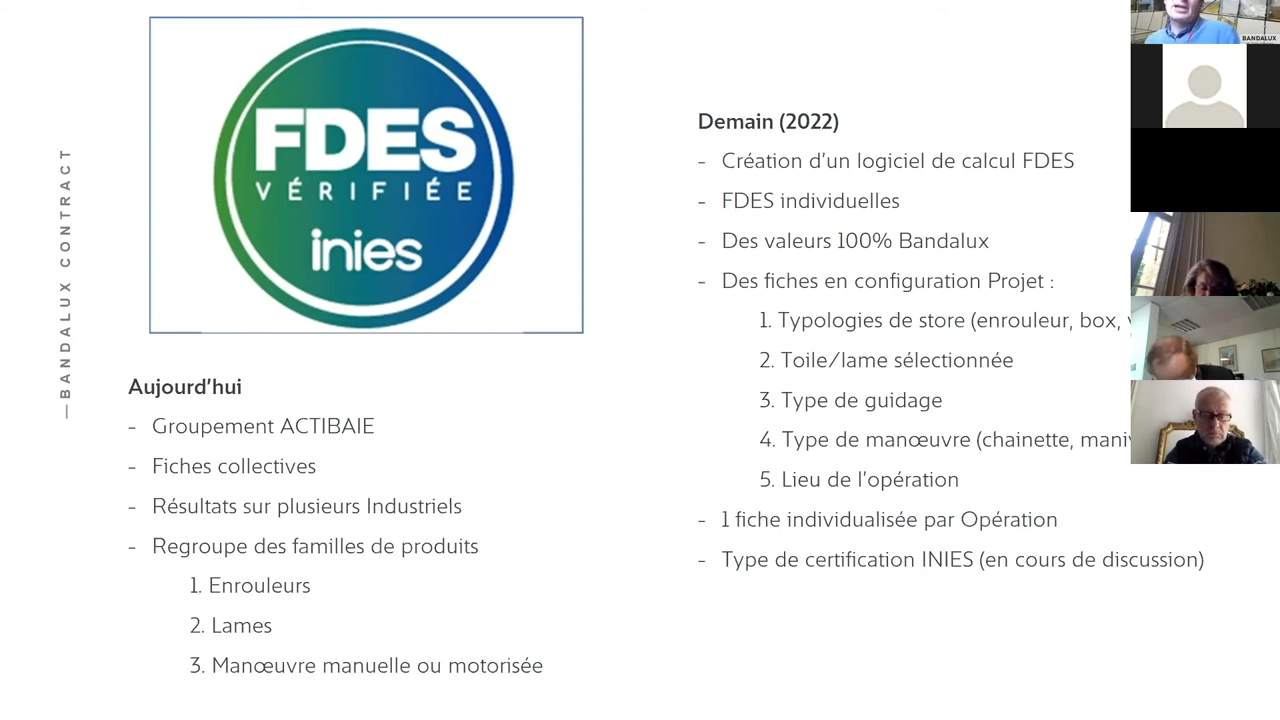 FDES
VÉRIFIÉE
inies
—BANDALUX CONTRACT
Aujourd'hui
- Groupement ACTIBAIE
- Fiches collectives
- Résultats sur plusieurs Industriels
- Regroupe des familles de produits
1. Enrouleurs
2. Lames
3. Manœuvre manuelle ou motorisée
Demain (2022)
- Création d'un logiciel de calcul FDES
- FDES individuelles
- Des valeurs 100% Bandalux
- Des fiches en configuration Projet :
1. Typologies de store (enrouleur, box,
2. Toile/lame sélectionnée
3. Type de guidage
4. Type de manœuvre (chainette,
5. Lieu de l'opération
- 1 fiche individualisée par Opération
- Type de certification INIES (en cours de discussion)
BANDALUX